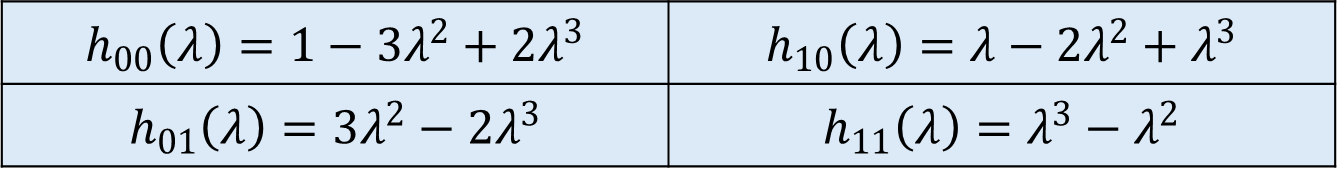 h₀₀(λ) = 1 − 3λ² + 2λ³
h₁₀(λ) = λ − 2λ² + λ³
h₀₁(λ) = 3λ² − 2λ³
h₁₁(λ) = λ³ − λ²